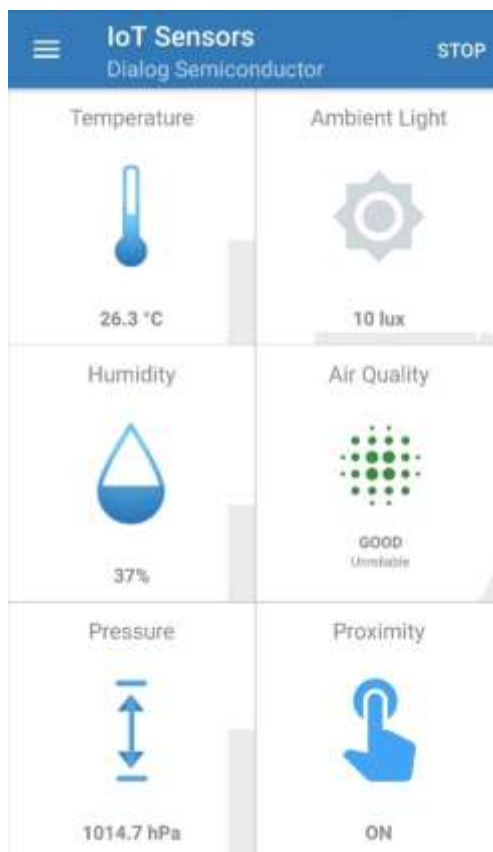 IoT Sensors
Dialog Semiconductor
STOP
Temperature
26.3 °C
Ambient Light
10 lux
Humidity
37%
Air Quality
GOOD
Unreliable
Pressure
1014.7 hPa
Proximity
ON